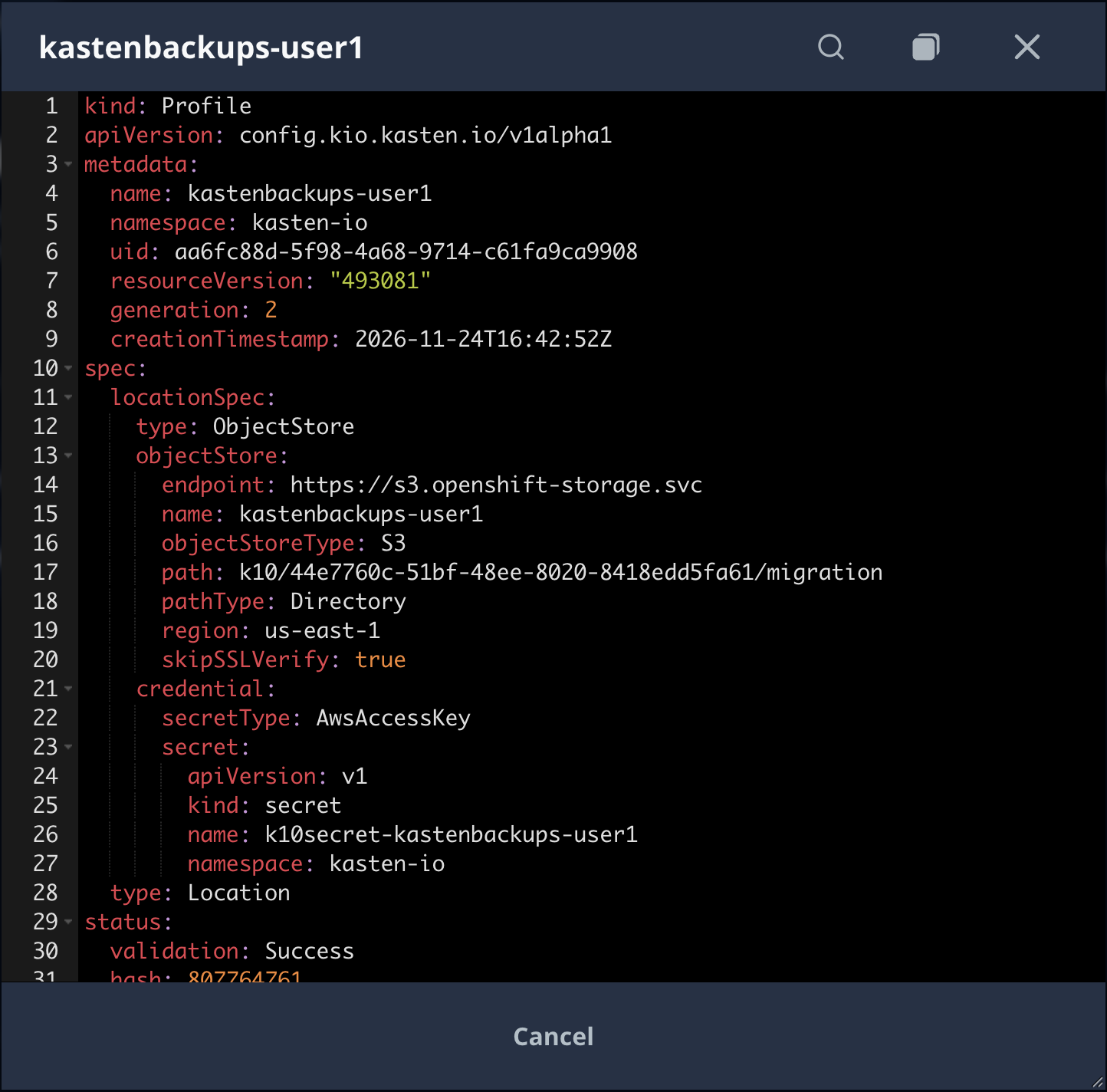 kastenbackups-user1
1 kind: Profile
2 apiVersion: config.kio.kasten.io/v1alpha1
3 metadata:
4   name: kastenbackups-user1
5   namespace: kasten-io
6   uid: aa6fc88d-5f98-4a68-9714-c61fa9ca9908
7   resourceVersion: "493081"
8   generation: 2
9   creationTimestamp: 2026-11-24T16:42:52Z
10 spec:
11   locationSpec:
12     type: ObjectStore
13     objectStore:
14       endpoint: https://s3.openshift-storage.svc
15       name: kastenbackups-user1
16       objectStoreType: S3
17       path: k10/44e7760c-51bf-48ee-8020-8418edd5fa61/migration
18       pathType: Directory
19       region: us-east-1
20       skipSSLVerify: true
21     credential:
22       secretType: AwsAccessKey
23       secret:
24         apiVersion: v1
25         kind: secret
26         name: k10secret-kastenbackups-user1
27         namespace: kasten-io
28   type: Location
29 status:
30   validation: Success
31   hash: 807764761
Cancel